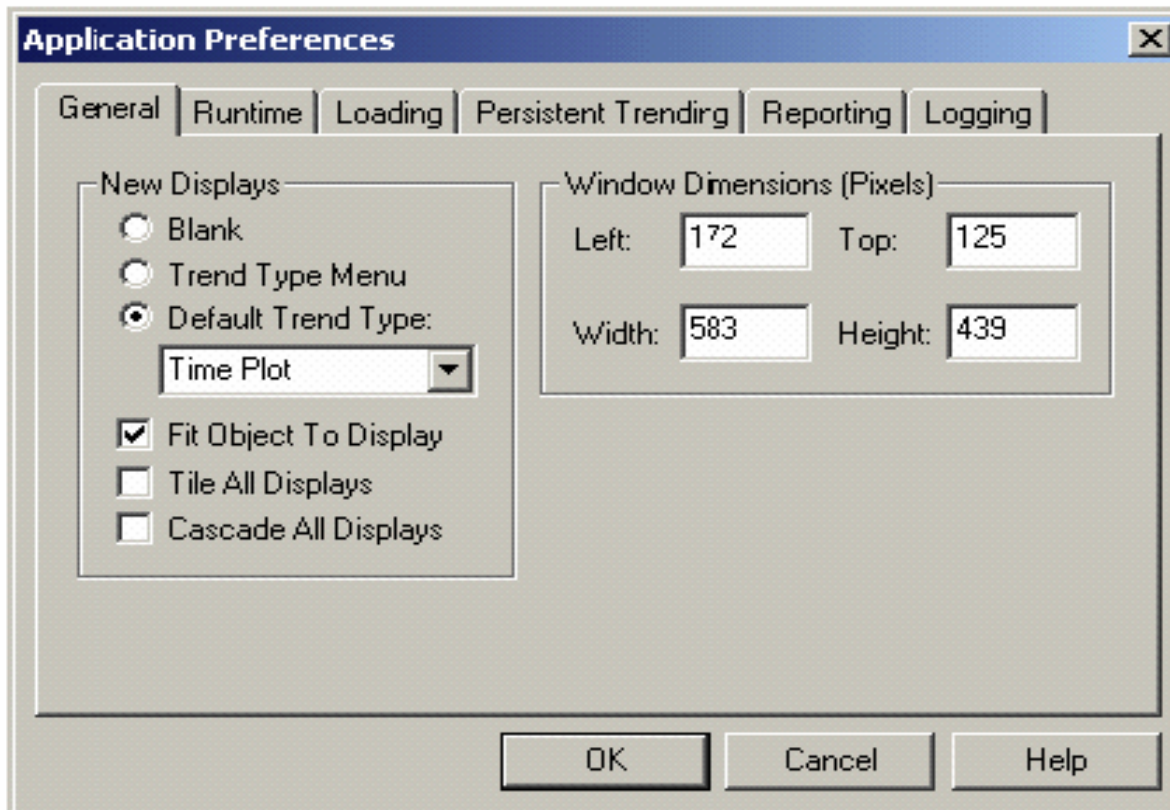 Application Preferences
General Runtime Loading Persistent Trending Reporting Logging
New Displays
Blank
Trend Type Menu
Default Trend Type:
Time Plot
Fit Object To Display
Tile All Displays
Cascade All Displays
Window Dimensions (Pixels)
Left: 172 Top: 125
Width: 583 Height: 439
OK Cancel Help